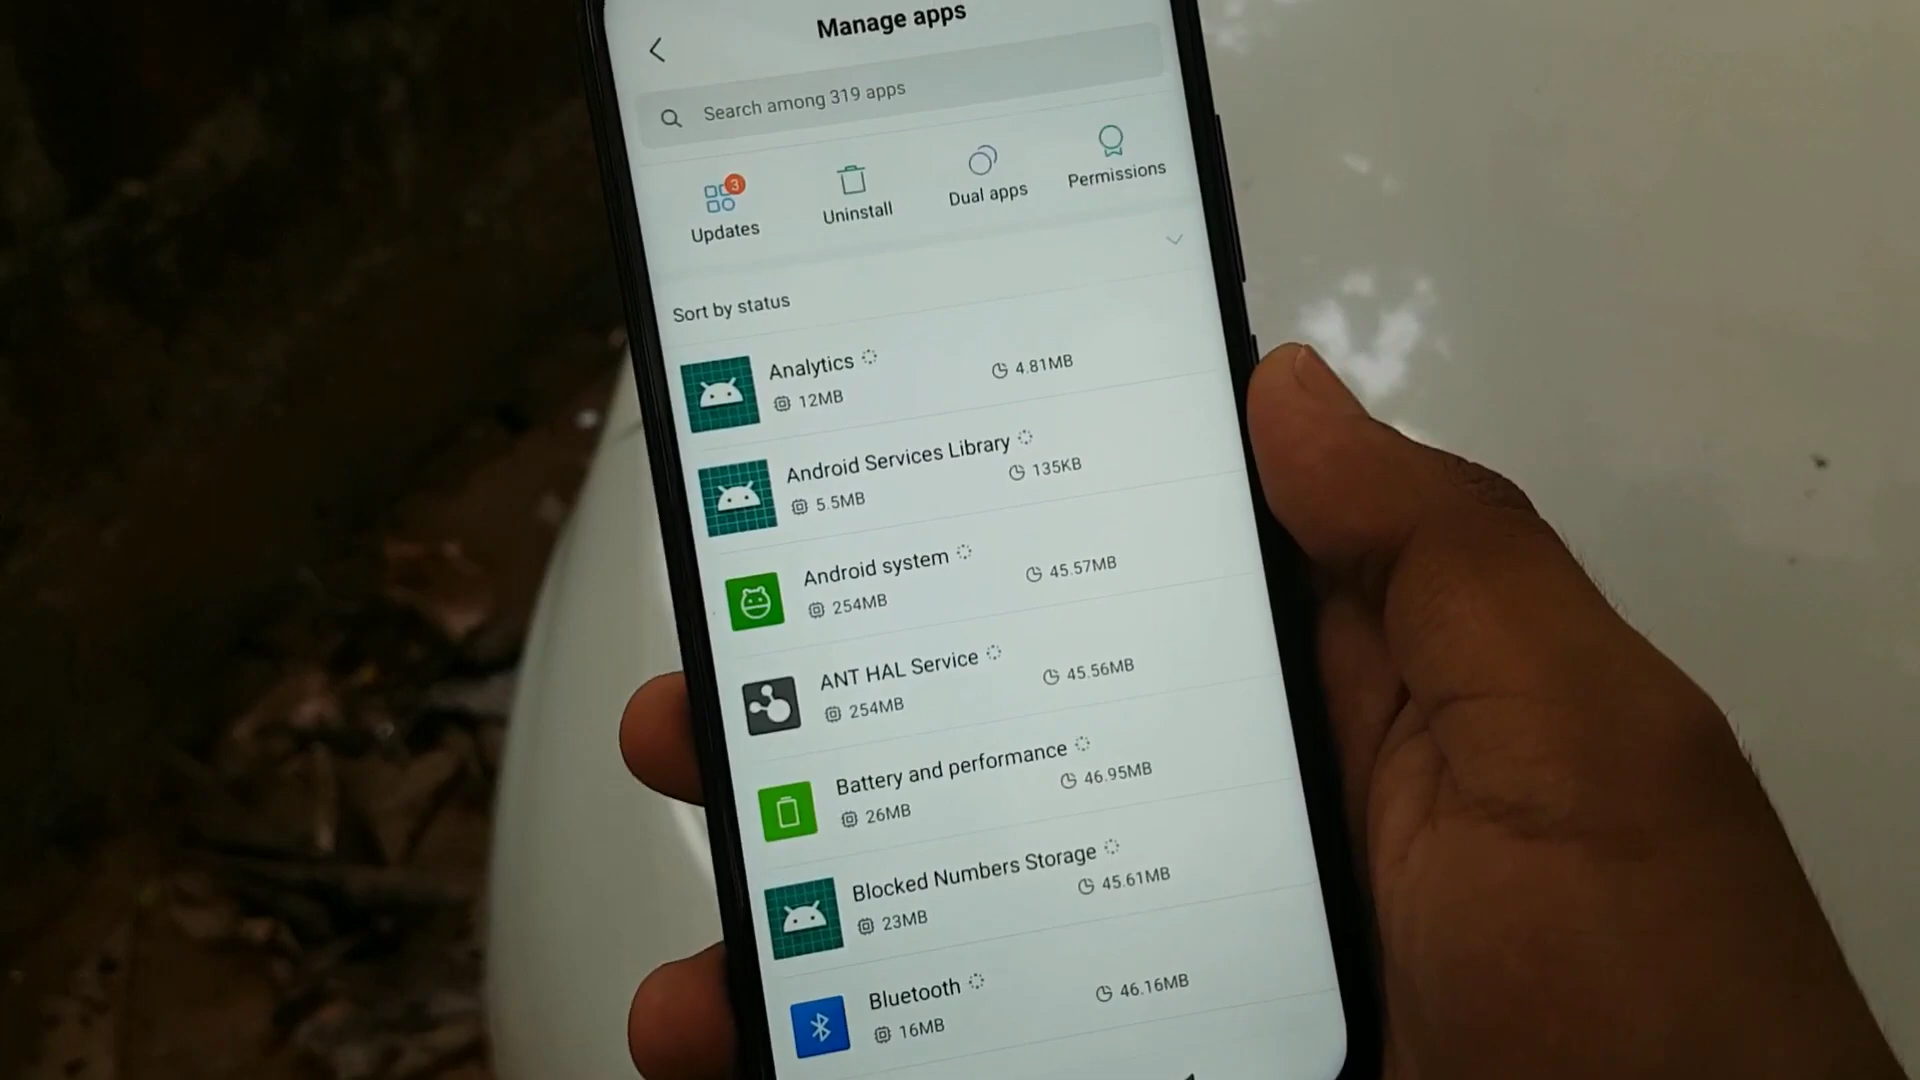 Manage apps
Search among 319 apps
3
Updates
Uninstall
Dual apps
Permissions
Sort by status
Analytics
12MB
4.81MB
Android Services Library
5.5MB
135KB
Android system
254MB
45.57MB
ANT HAL Service
254MB
45.56MB
Battery and performance
26MB
46.95MB
Blocked Numbers Storage
23MB
45.61MB
Bluetooth
16MB
46.16MB